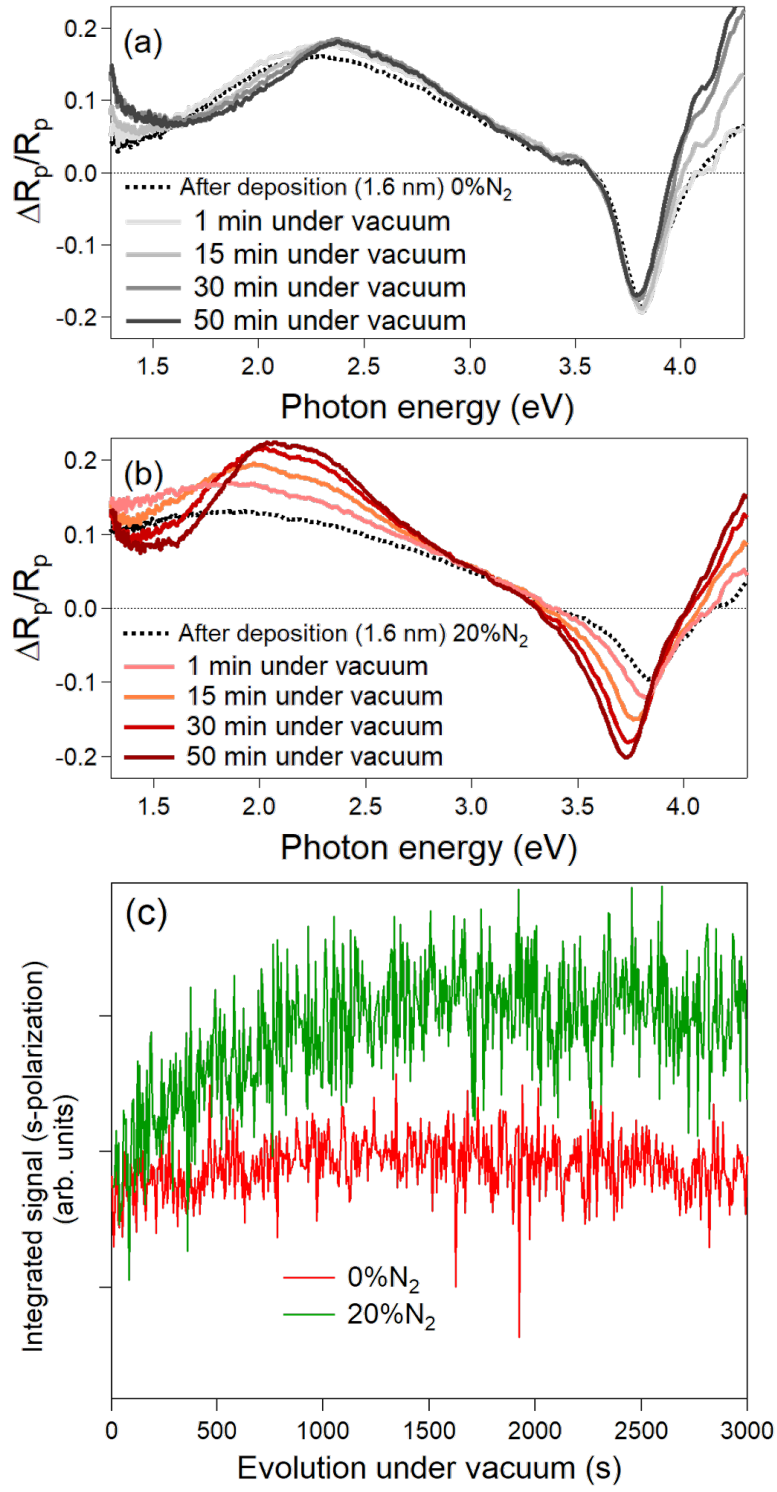 (a)
0.2
0.1
0.0
-0.1
-0.2
ΔRp/Rp
After deposition (1.6 nm) 0%N₂
1 min under vacuum
15 min under vacuum
30 min under vacuum
50 min under vacuum
1.5 2.0 2.5 3.0 3.5 4.0
Photon energy (eV)
(b)
0.2
0.1
0.0
-0.1
-0.2
ΔRp/Rp
After deposition (1.6 nm) 20%N₂
1 min under vacuum
15 min under vacuum
30 min under vacuum
50 min under vacuum
1.5 2.0 2.5 3.0 3.5 4.0
Photon energy (eV)
(c)
Integrated signal (s-polarization)
(arb. units)
0%N₂
20%N₂
0 500 1000 1500 2000 2500 3000
Evolution under vacuum (s)